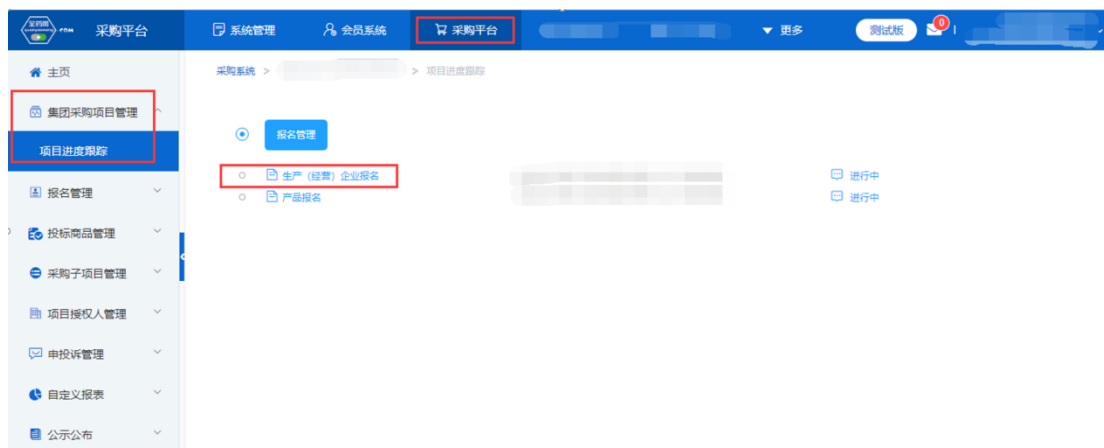 全药网
.COM
采购平台
系统管理
会员系统
采购平台
更多
测试版
0
主页
集团采购项目管理
项目进度跟踪
报名管理
投标商品管理
采购子项目管理
项目授权人管理
申投诉管理
自定义报表
公示公布
采购系统 >
> 项目进度跟踪
报名管理
生产（经营）企业报名
进行中
产品报名
进行中